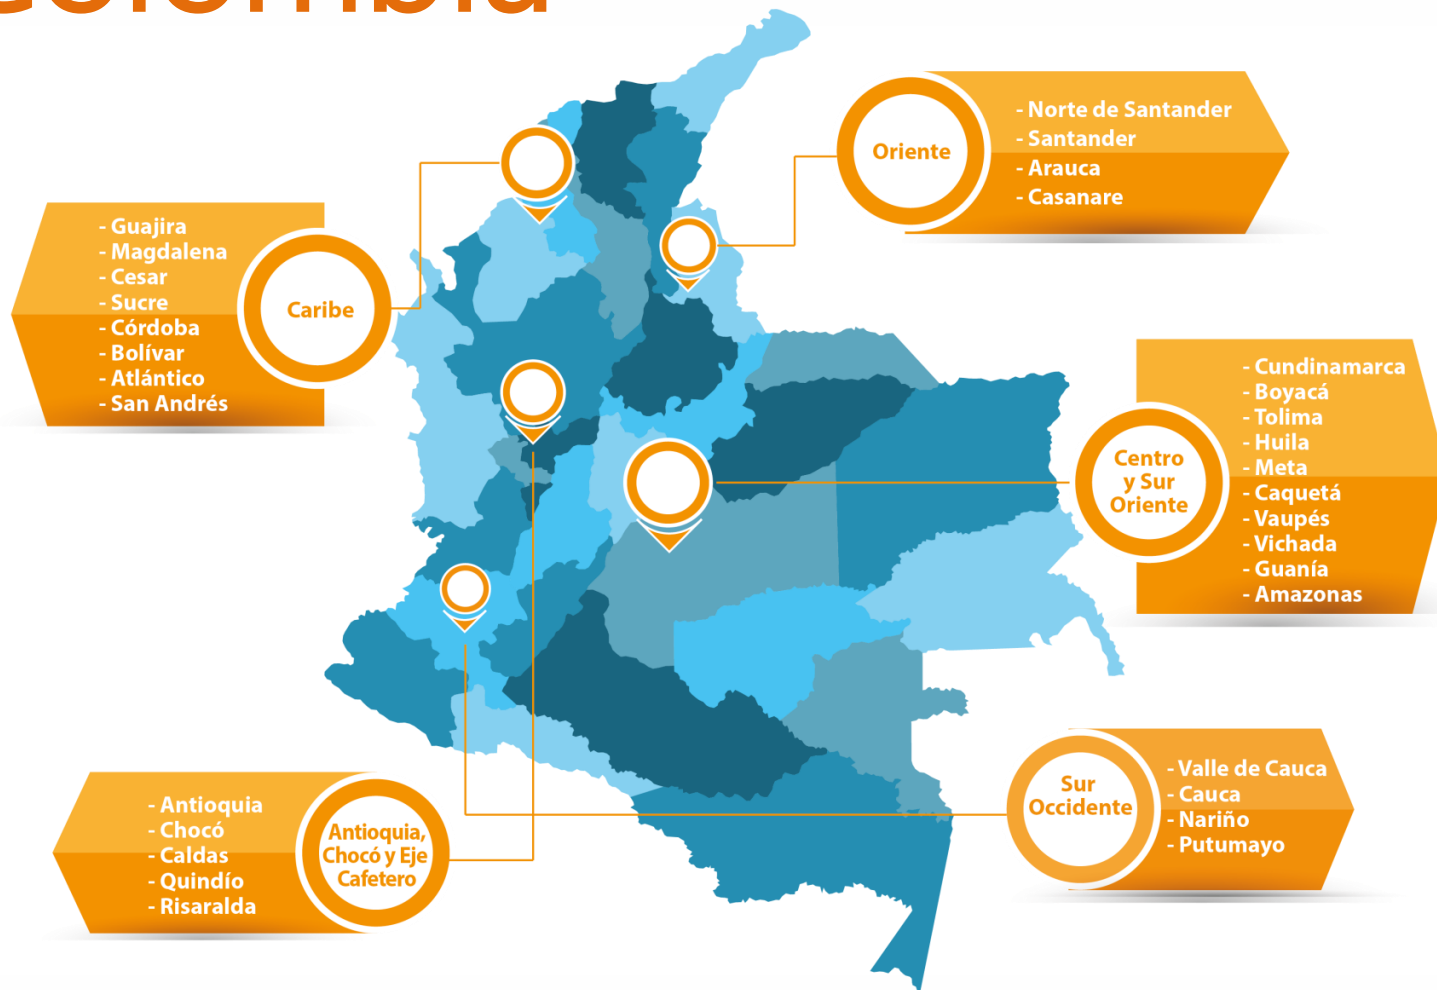 Colombia
Oriente
- Norte de Santander
- Santander
- Arauca
- Casanare
- Guajira
- Magdalena
- Cesar
- Sucre
- Córdoba
- Bolívar
- Atlántico
- San Andrés
Caribe
Centro
y Sur
Oriente
- Cundinamarca
- Boyacá
- Tolima
- Huila
- Meta
- Caquetá
- Vaupés
- Vichada
- Guanía
- Amazonas
- Antioquia
- Chocó
- Caldas
- Quindío
- Risaralda
Antioquia,
Chocó y Eje
Cafetero
Sur
Occidente
- Valle de Cauca
- Cauca
- Nariño
- Putumayo